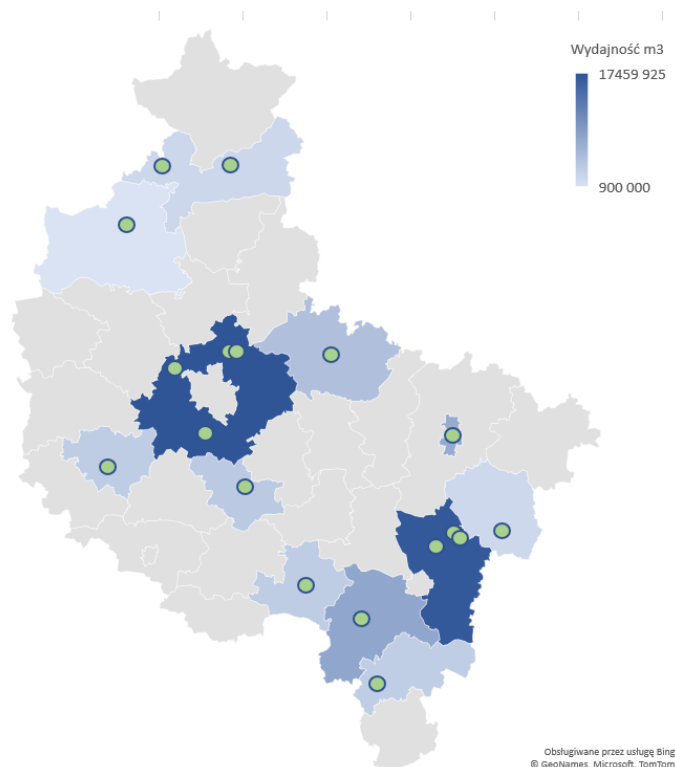 Wydajność m3
17459 925
900 000
Obsługiwane przez usługę Bing
© GeoNames, Microsoft, TomTom